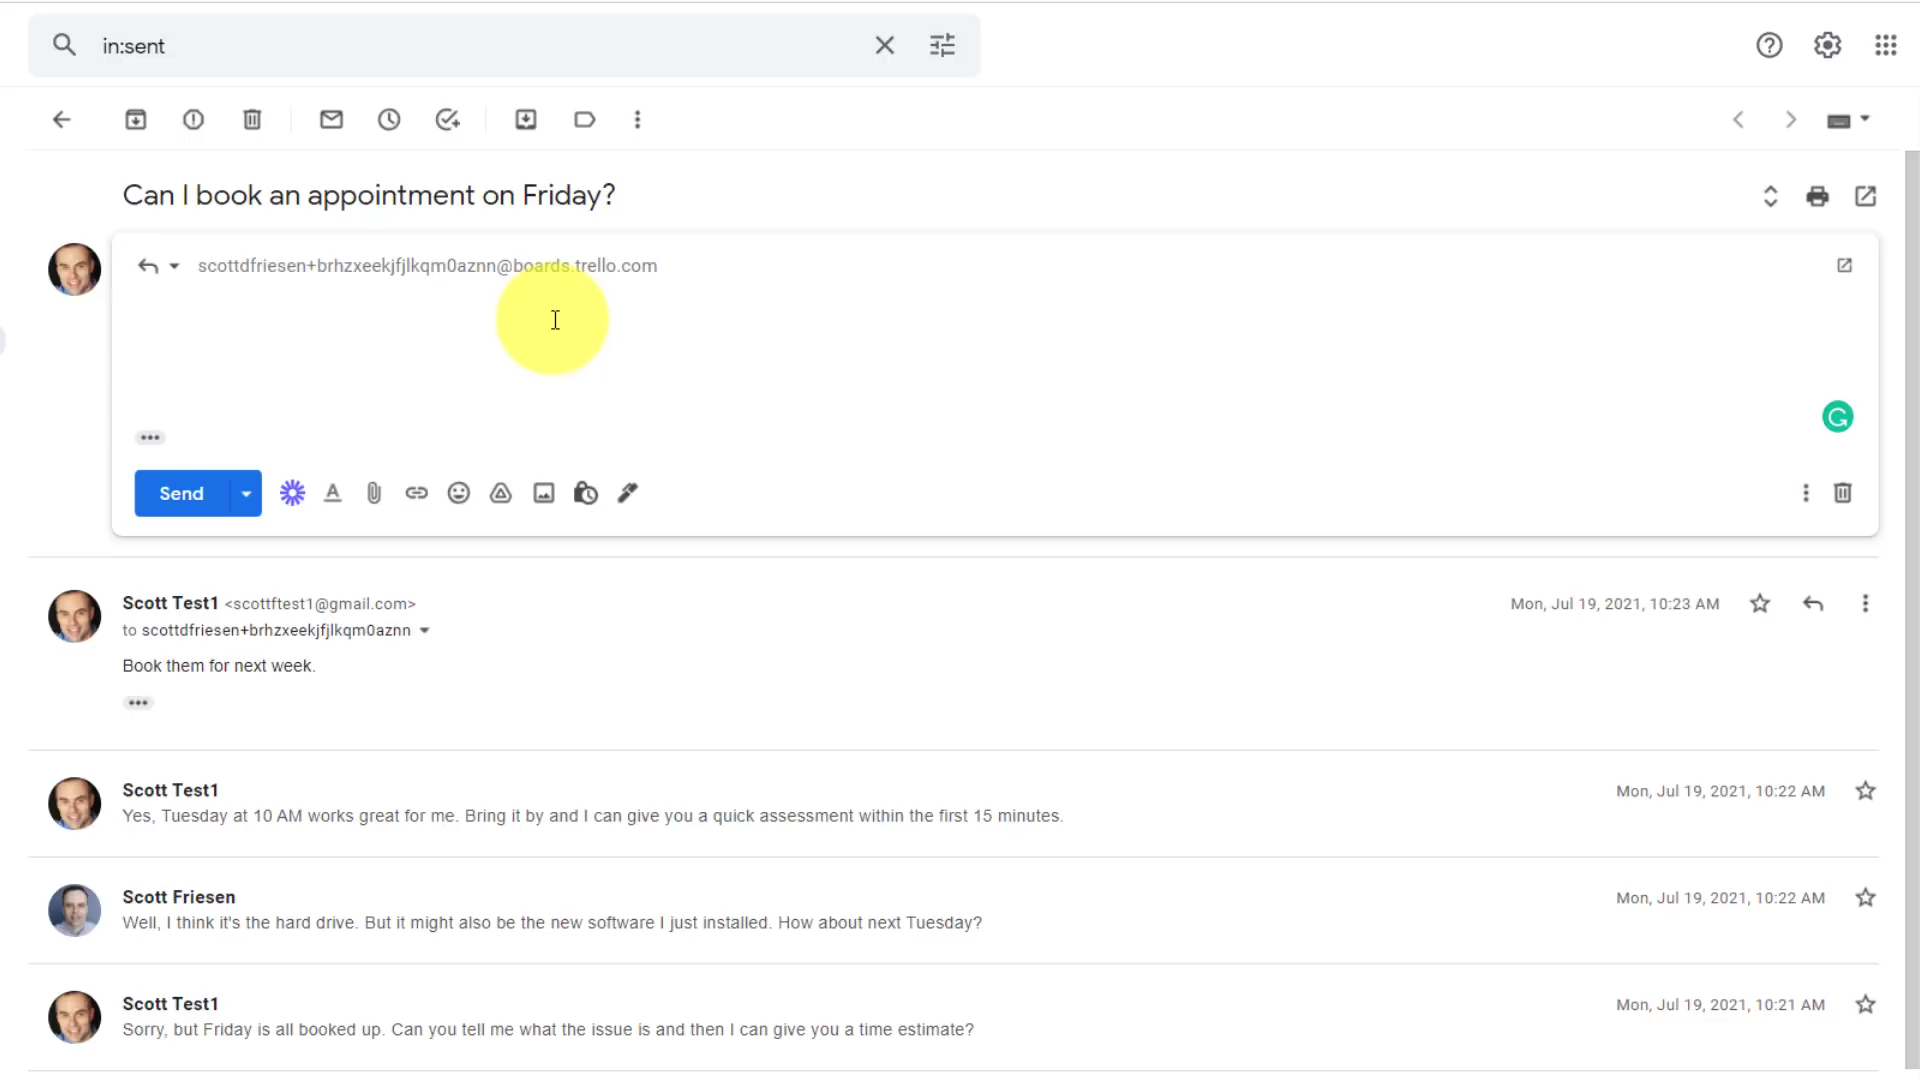 in:sent
Can I book an appointment on Friday?
scottdfriesen+brhzxeekjfjlkqm0aznn@boards.trello.com
Send
Scott Test1 <scottftest1@gmail.com>
Mon, Jul 19, 2021, 10:23 AM
to scottdfriesen+brhzxeekjfjlkqm0aznn
Book them for next week.
Scott Test1
Mon, Jul 19, 2021, 10:22 AM
Yes, Tuesday at 10 AM works great for me. Bring it by and I can give you a quick assessment within the first 15 minutes.
Scott Friesen
Mon, Jul 19, 2021, 10:22 AM
Well, I think it's the hard drive. But it might also be the new software I just installed. How about next Tuesday?
Scott Test1
Mon, Jul 19, 2021, 10:21 AM
Sorry, but Friday is all booked up. Can you tell me what the issue is and then I can give you a time estimate?